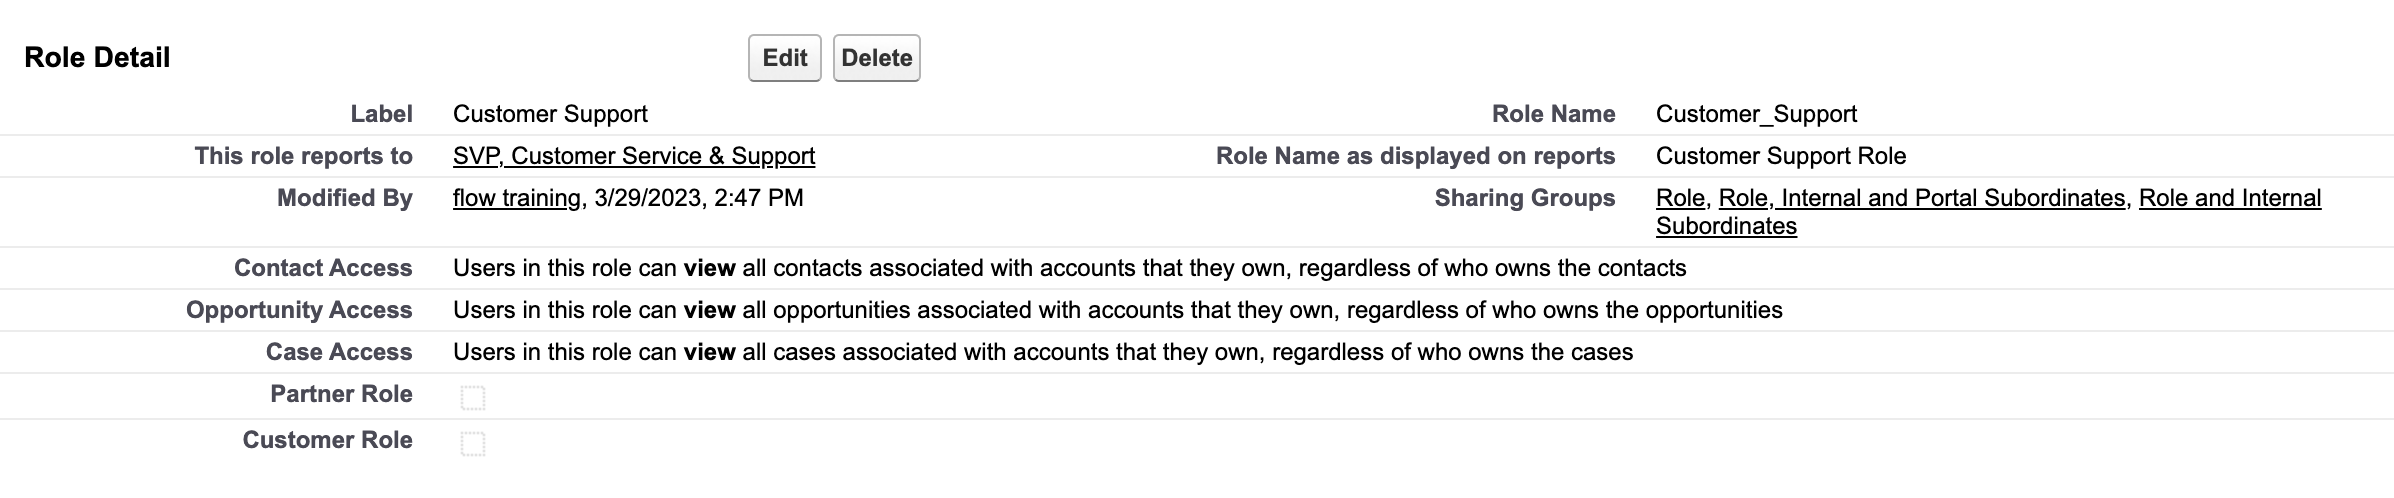 Role Detail
Edit
Delete
Label Customer Support Role Name Customer_Support
This role reports to SVP, Customer Service & Support Role Name as displayed on reports Customer Support Role
Modified By flow training, 3/29/2023, 2:47 PM Sharing Groups Role, Role, Internal and Portal Subordinates, Role and Internal
Subordinates
Contact Access Users in this role can view all contacts associated with accounts that they own, regardless of who owns the contacts
Opportunity Access Users in this role can view all opportunities associated with accounts that they own, regardless of who owns the opportunities
Case Access Users in this role can view all cases associated with accounts that they own, regardless of who owns the cases
Partner Role
Customer Role